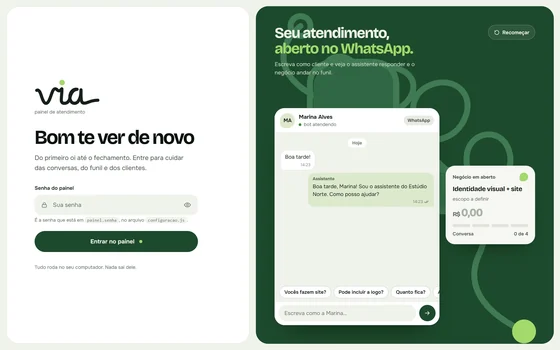 via
painel de atendimento
Bom te ver de novo
Do primeiro oi até o fechamento. Entre para cuidar
das conversas, do funil e dos clientes.
Senha do painel
Sua senha
É a senha que está em painel.senha, no arquivo configuracao.js.
Entrar no painel
Tudo roda no seu computador. Nada sai dele.
Seu atendimento,
aberto no WhatsApp.
Escreva como cliente e veja o assistente responder e o
negócio andar no funil.
Recomeçar
MA
Marina Alves
bot atendendo
WhatsApp
Hoje
Boa tarde!
14:23
Assistente
Boa tarde, Marina! Sou o assistente do Estúdio
Norte. Como posso ajudar?
14:23
Vocês fazem site?
Pode incluir a logo?
Quanto fica?
Escreva como a Marina...
Negócio em aberto
Identidade visual + site
escopo a definir
R$ 0,00
Conversa
0 de 4